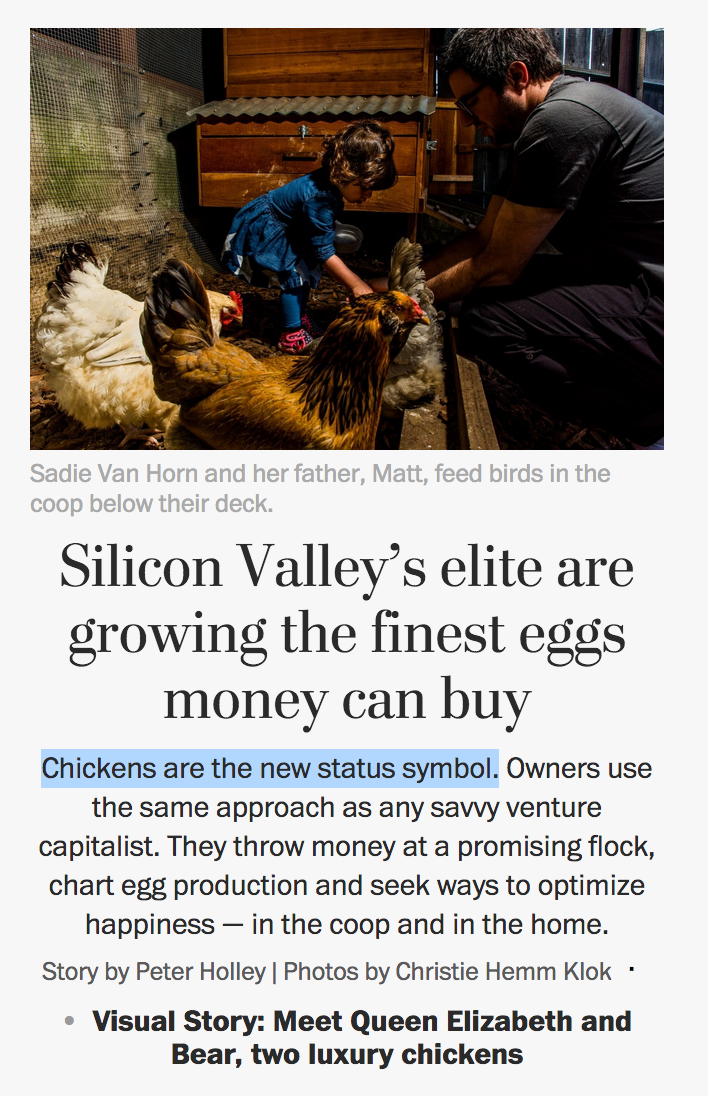 Sadie Van Horn and her father, Matt, feed birds in the
coop below their deck.
Silicon Valley’s elite are
growing the finest eggs
money can buy
Chickens are the new status symbol. Owners use
the same approach as any savvy venture
capitalist. They throw money at a promising flock,
chart egg production and seek ways to optimize
happiness — in the coop and in the home.
Story by Peter Holley | Photos by Christie Hemm Klok ·
• Visual Story: Meet Queen Elizabeth and
Bear, two luxury chickens